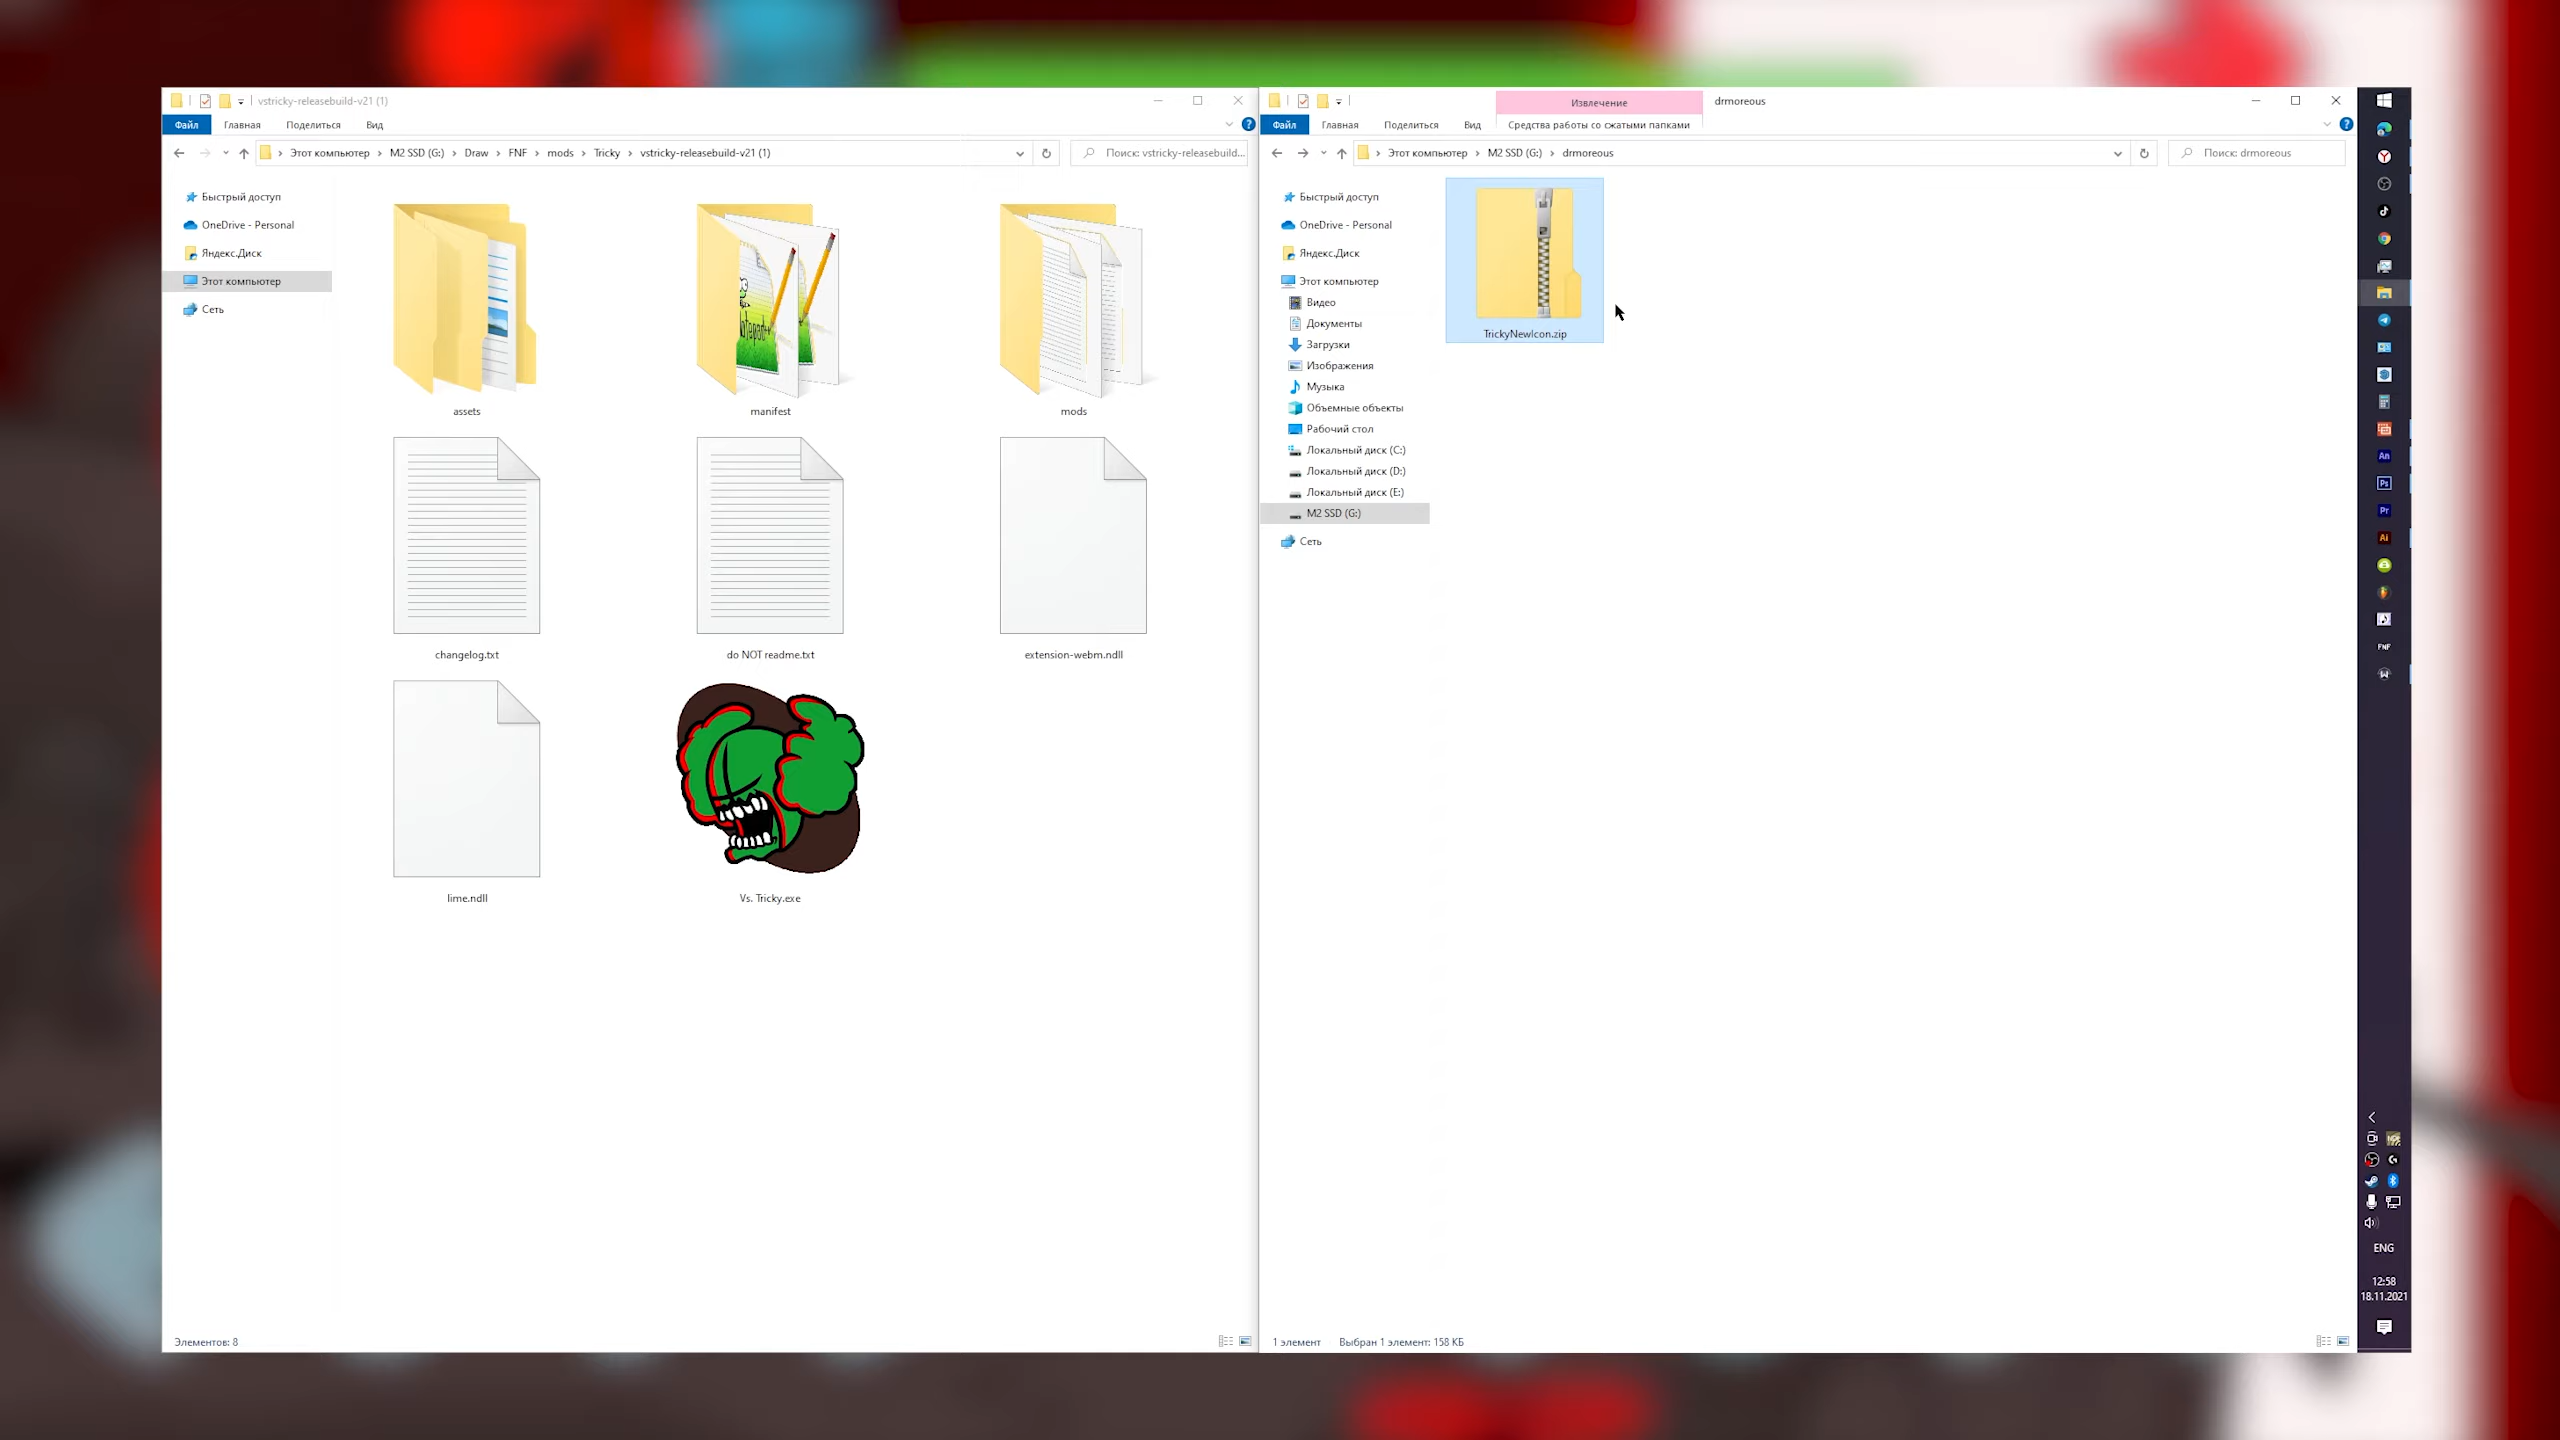 vstricky-releasebuild-v21 (1)
Файл Главная Поделиться Вид
Этот компьютер > M2 SSD (G:) > Draw > FNF > mods > Tricky > vstricky-releasebuild-v21 (1)
Поиск: vstricky-releasebuild...
Быстрый доступ
OneDrive - Personal
Яндекс.Диск
Этот компьютер
Сеть
assets
manifest
mods
changelog.txt
do NOT readme.txt
extension-webm.ndll
lime.ndll
Vs. Tricky.exe
Элементов: 8
Извлечение
drmoreous
Файл Главная Поделиться Вид Средства работы со сжатыми папками
Этот компьютер > M2 SSD (G:) > drmoreous
Поиск: drmoreous
Быстрый доступ
OneDrive - Personal
Яндекс.Диск
Этот компьютер
Видео
Документы
Загрузки
Изображения
Музыка
Объемные объекты
Рабочий стол
Локальный диск (C:)
Локальный диск (D:)
Локальный диск (E:)
M2 SSD (G:)
Сеть
TrickyNewIcon.zip
1 элемент Выбран 1 элемент: 158 КБ
An
Ps
Pr
Ai
FNF
ENG
12:58
18.11.2021